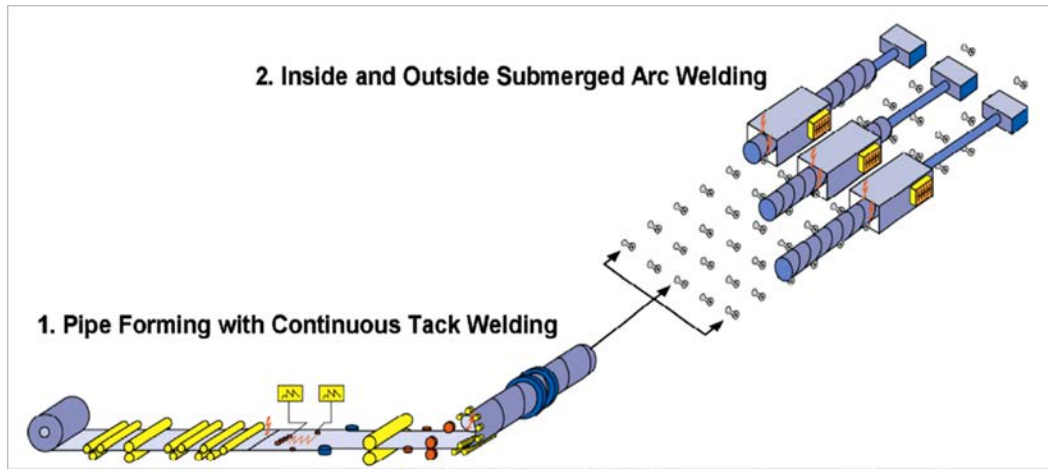 2. Inside and Outside Submerged Arc Welding
1. Pipe Forming with Continuous Tack Welding